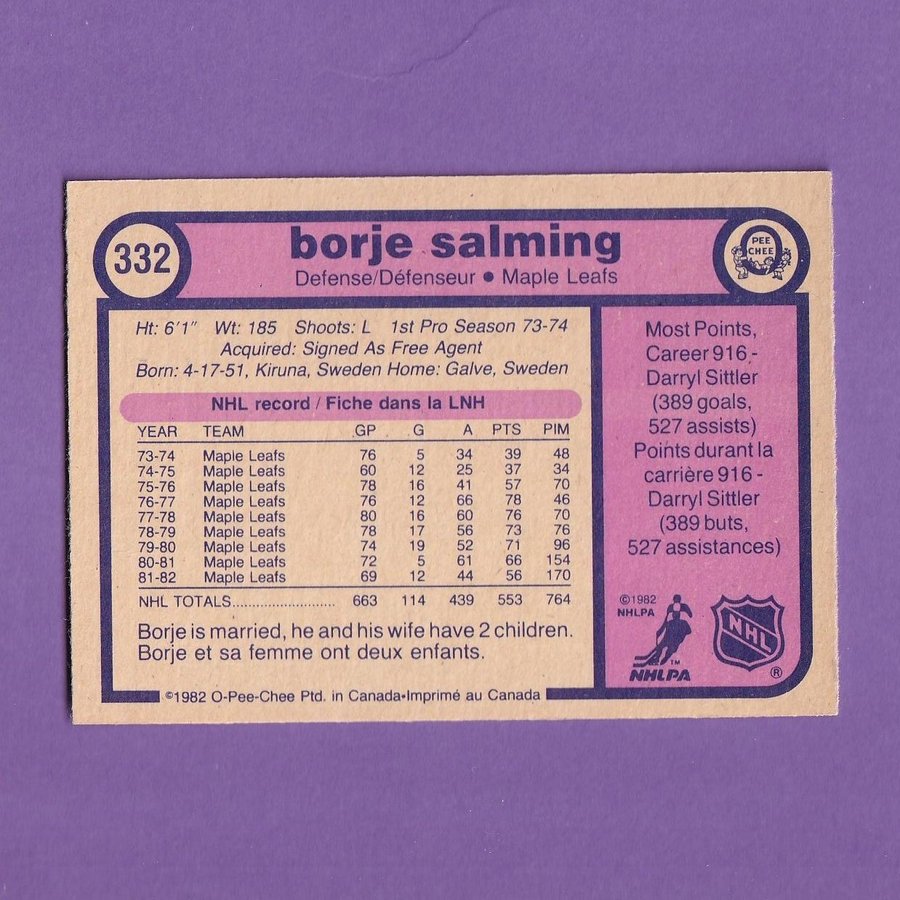 332
borje salming
Defense/Défenseur ● Maple Leafs
PEE
CHEE
Ht: 6'1" Wt: 185 Shoots: L 1st Pro Season 73-74
Acquired: Signed As Free Agent
Born: 4-17-51, Kiruna, Sweden Home: Galve, Sweden
NHL record / Fiche dans la LNH
YEAR TEAM GP G A PTS PIM
73-74 Maple Leafs 76 5 34 39 48
74-75 Maple Leafs 60 12 25 37 34
75-76 Maple Leafs 78 16 41 57 70
76-77 Maple Leafs 76 12 66 78 46
77-78 Maple Leafs 80 16 60 76 70
78-79 Maple Leafs 78 17 56 73 76
79-80 Maple Leafs 74 19 52 71 96
80-81 Maple Leafs 72 5 61 66 154
81-82 Maple Leafs 69 12 44 56 170
NHL TOTALS.......................... 663 114 439 553 764
Borje is married, he and his wife have 2 children.
Borje et sa femme ont deux enfants.
©1982 O-Pee-Chee Ptd. in Canada•Imprimé au Canada
Most Points,
Career 916 -
Darryl Sittler
(389 goals,
527 assists)
Points durant la
carrière 916 -
Darryl Sittler
(389 buts,
527 assistances)
©1982
NHLPA
TM
NHLPA
NHL
®